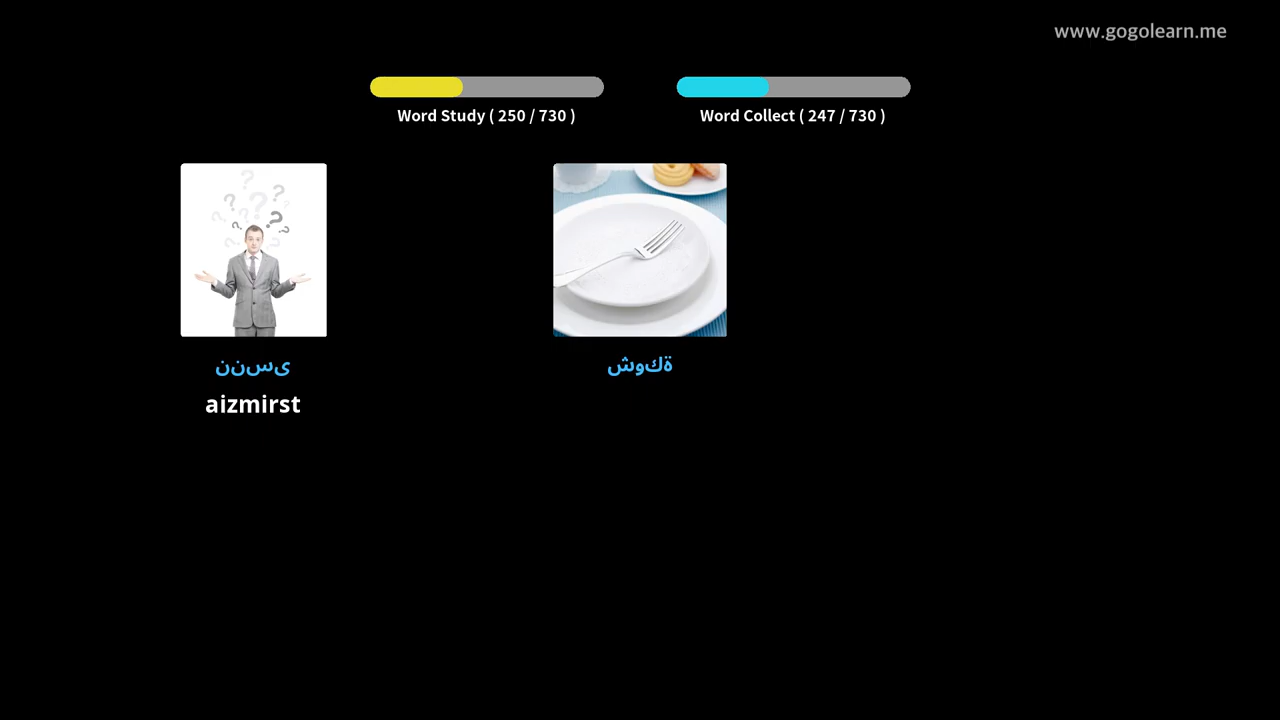 www.gogolearn.me
Word Study ( 250 / 730 )
Word Collect ( 247 / 730 )
ىسنن
aizmirst
ةكوش